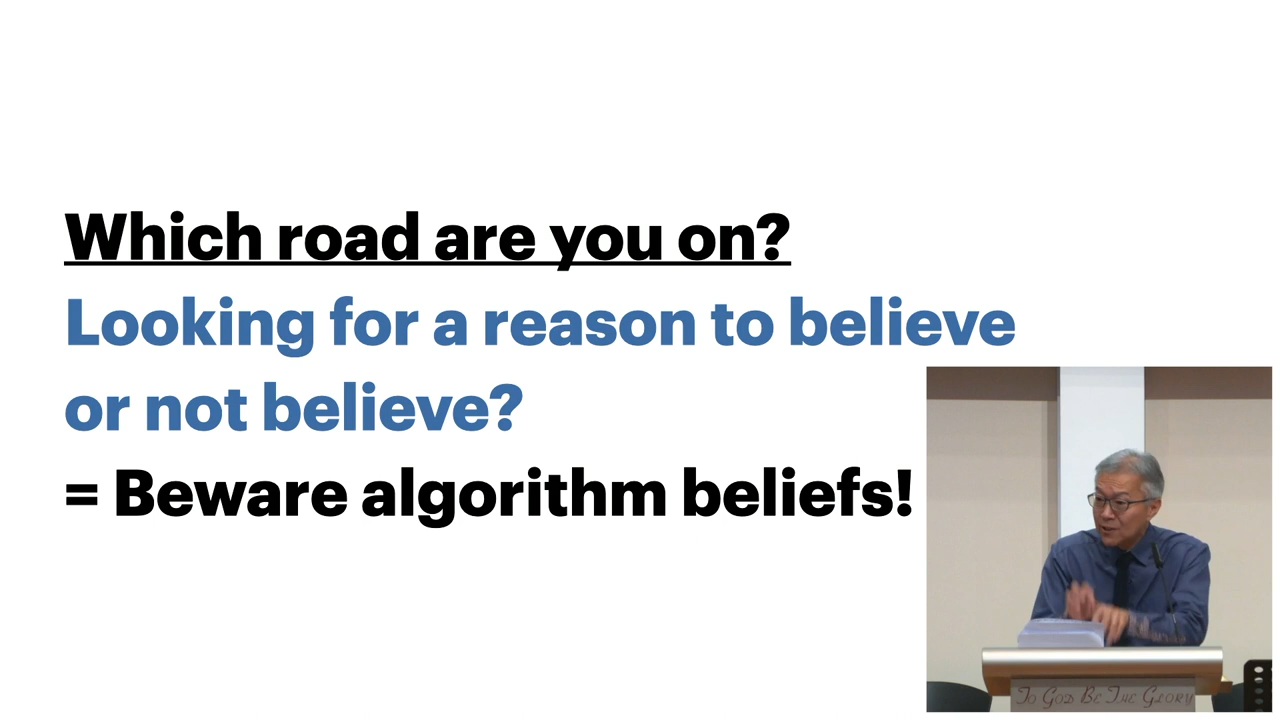 Which road are you on?
Looking for a reason to believe
or not believe?
= Beware algorithm beliefs!
To God Be The Glory